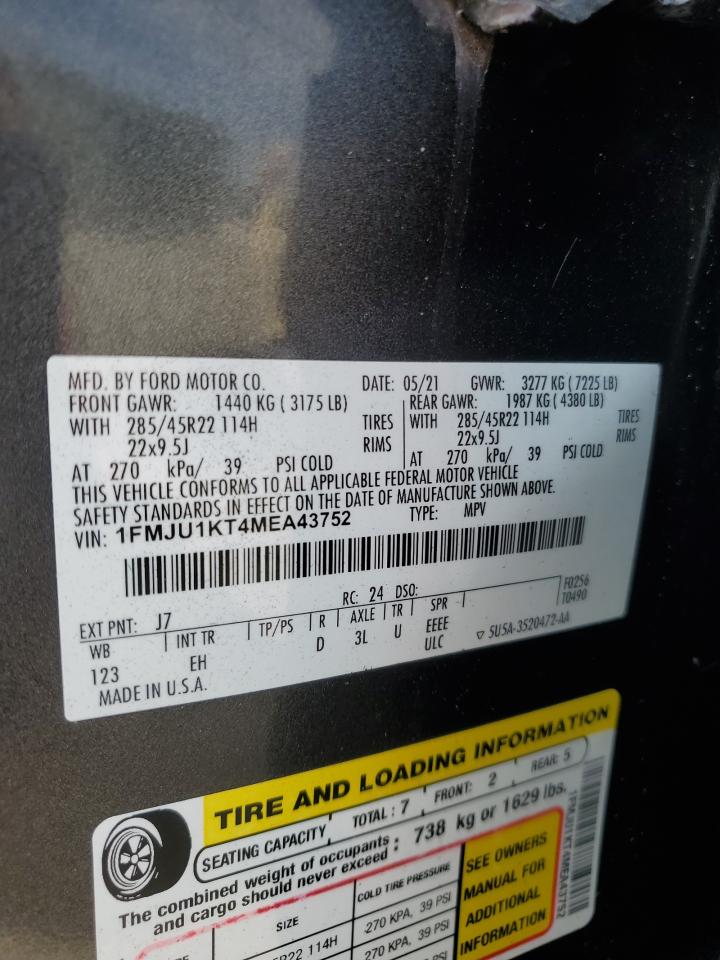 MFD. BY FORD MOTOR CO. DATE: 05/21 GVWR: 3277 KG ( 7225 LB)
FRONT GAWR: 1440 KG ( 3175 LB) REAR GAWR: 1987 KG ( 4380 LB)
WITH 285/45R22 114H TIRES WITH 285/45R22 114H TIRES
22x9.5J RIMS 22x9.5J RIMS
AT 270 kPa/ 39 PSI COLD AT 270 kPa/ 39 PSI COLD
THIS VEHICLE CONFORMS TO ALL APPLICABLE FEDERAL MOTOR VEHICLE
SAFETY STANDARDS IN EFFECT ON THE DATE OF MANUFACTURE SHOWN ABOVE.
VIN: 1FMJU1KT4MEA43752 TYPE: MPV
F0256
T0490
EXT PNT: J7 RC: 24 DSO:
WB INT TR TP/PS R AXLE TR SPR
123 EH D 3L U EEEE
ULC
5U5A-3520472-AA
MADE IN U.S.A.
TIRE AND LOADING INFORMATION
SEATING CAPACITY TOTAL: 7 FRONT: 2 REAR: 5
The combined weight of occupants
and cargo should never exceed : 738 kg or 1629 lbs.
SIZE COLD TIRE PRESSURE
5R22 114H 270 KPA, 39 PSI
270 KPA, 39 PSI
SEE OWNERS
MANUAL FOR
ADDITIONAL
INFORMATION
1FMJU1KT4MEA43752